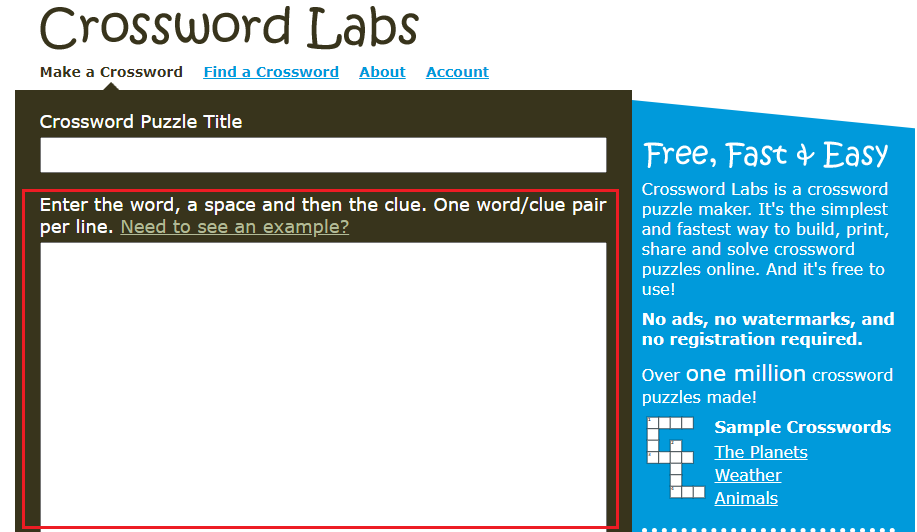 Crossword Labs
Make a Crossword Find a Crossword About Account
Crossword Puzzle Title
Enter the word, a space and then the clue. One word/clue pair
per line. Need to see an example?
Free, Fast & Easy
Crossword Labs is a crossword
puzzle maker. It's the simplest
and fastest way to build, print,
share and solve crossword
puzzles online. And it's free to
use!
No ads, no watermarks, and
no registration required.
Over one million crossword
puzzles made!
Sample Crosswords
The Planets
Weather
Animals